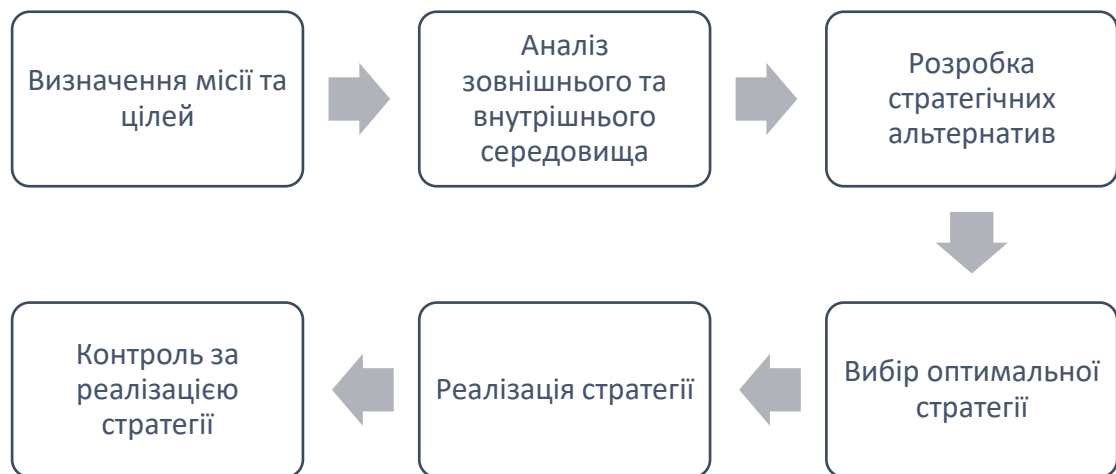 Визначення місії та
цілей
Аналіз
зовнішнього та
внутрішнього
середовища
Розробка
стратегічних
альтернатив
Вибір оптимальної
стратегії
Реалізація стратегії
Контроль за
реалізацією
стратегії